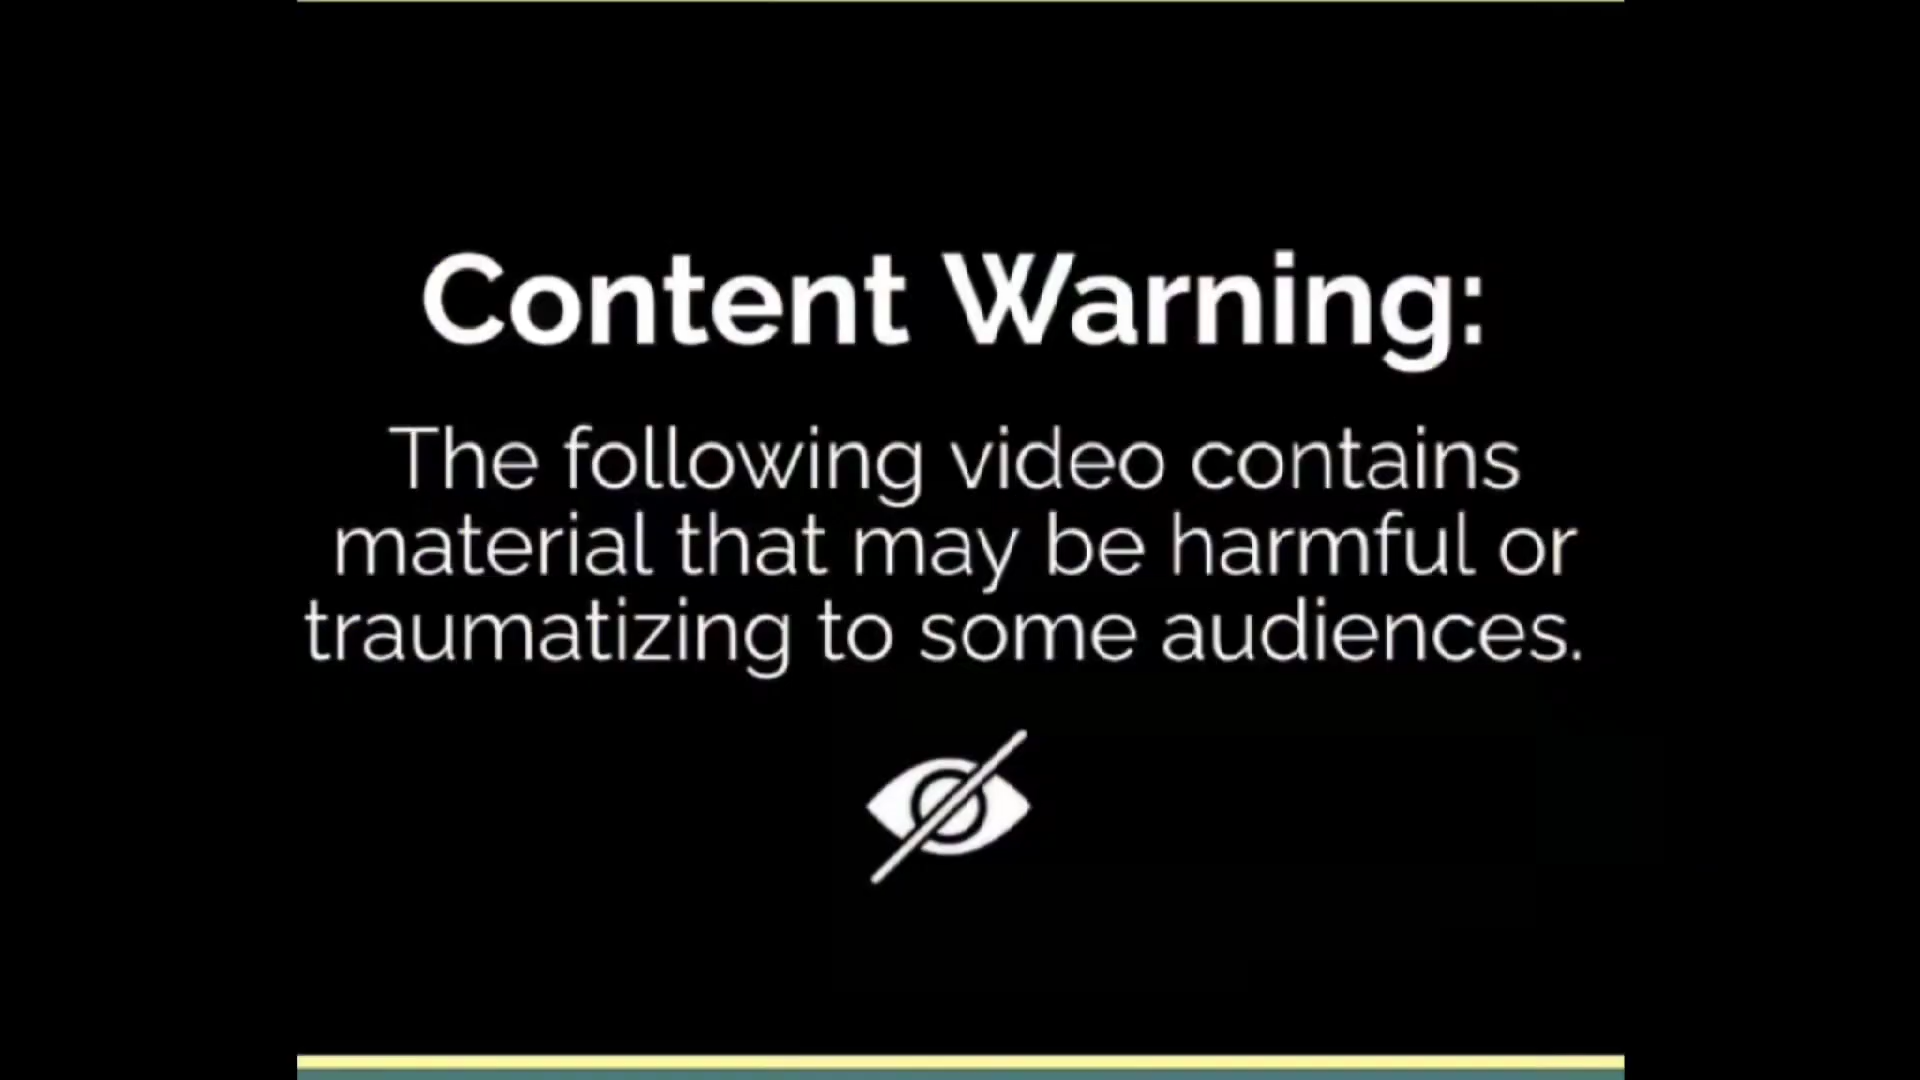 Content Warning:
The following video contains
material that may be harmful or
traumatizing to some audiences.